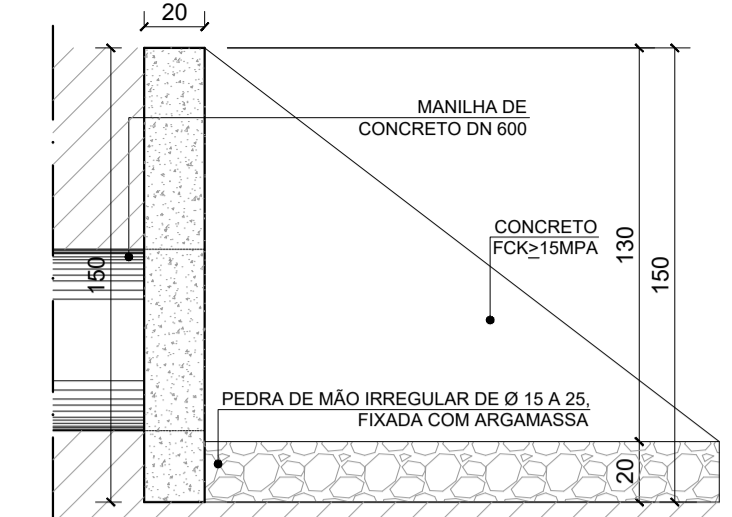 20
MANILHA DE
CONCRETO DN 600
CONCRETO
FCK≥15MPA
130
150
150
PEDRA DE MÃO IRREGULAR DE Ø 15 A 25,
FIXADA COM ARGAMASSA
20